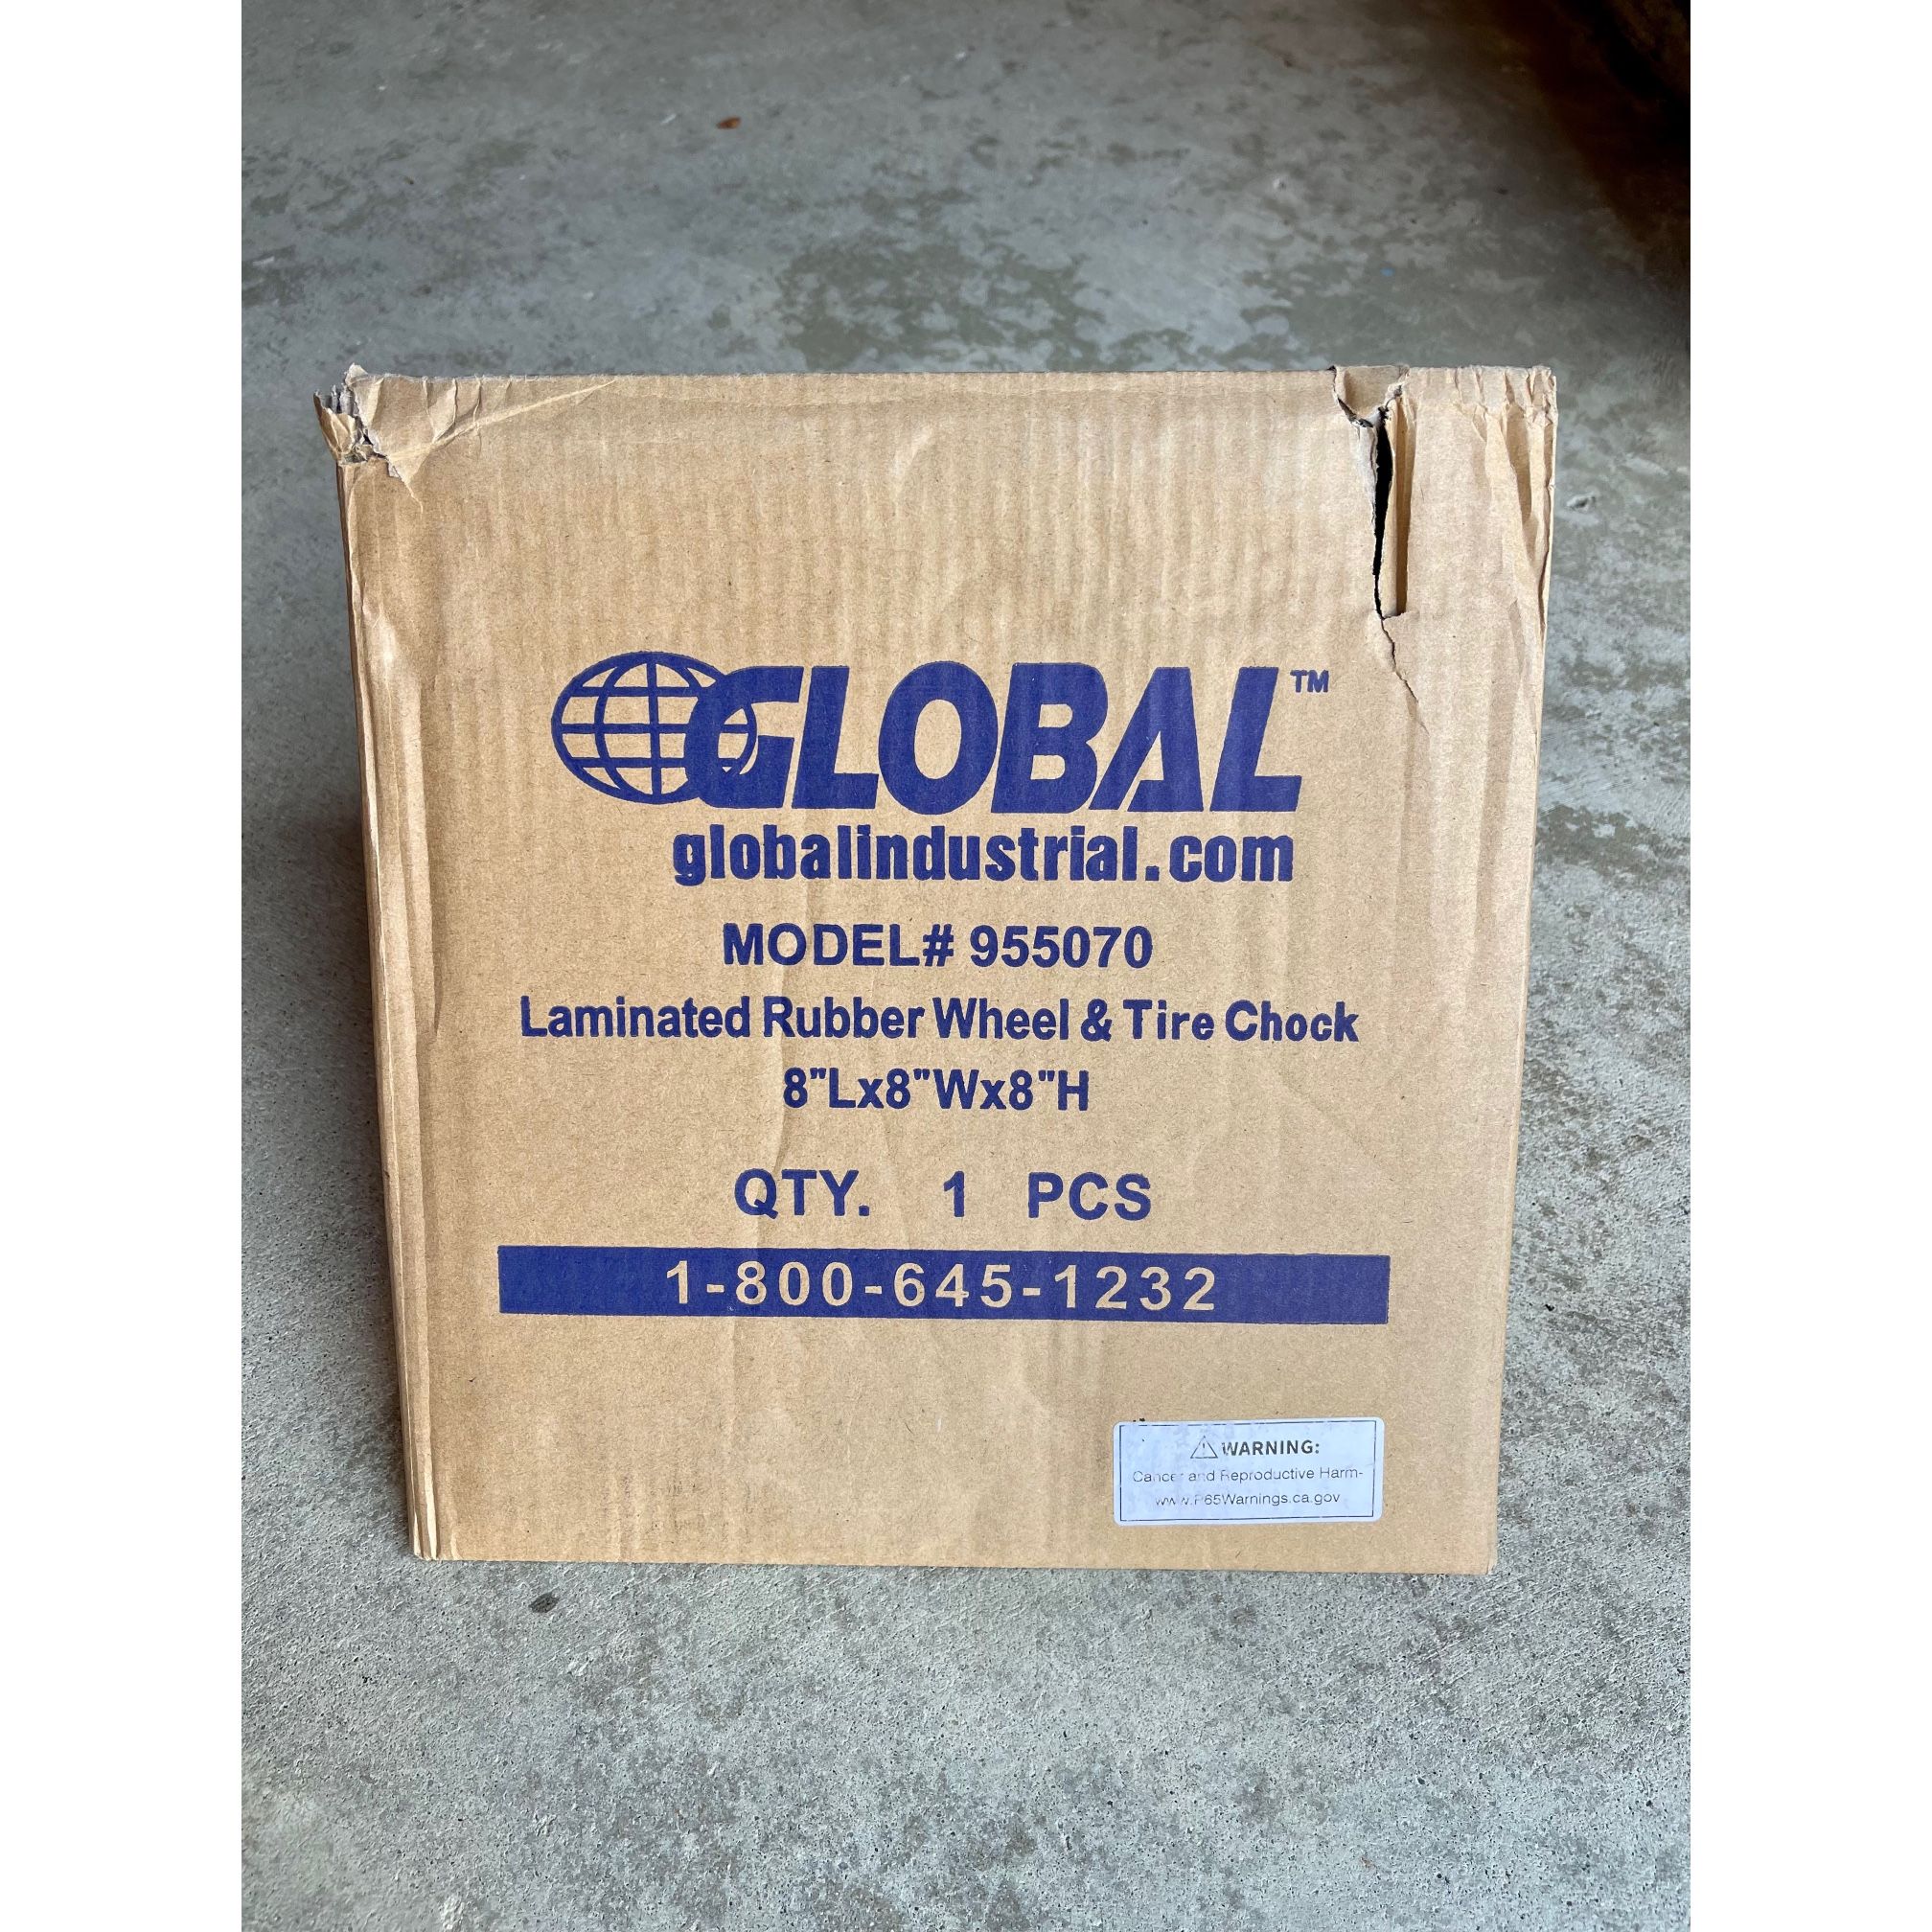 GLOBAL™
globalindustrial.com
MODEL# 955070
Laminated Rubber Wheel & Tire Chock
8"Lx8"Wx8"H
QTY. 1 PCS
1-800-645-1232
⚠ WARNING:
Cancer and Reproductive Harm-
www.P65Warnings.ca.gov